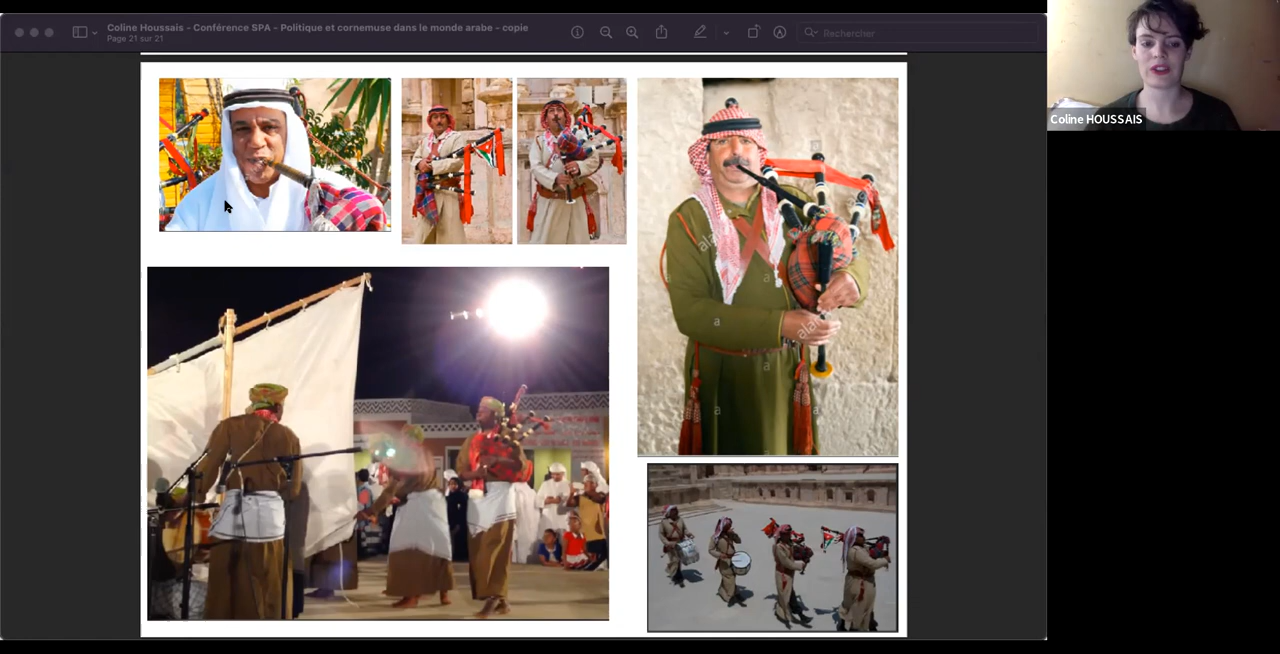 Coline Houssais - Conférence SPA - Politique et cornemuse dans le monde arabe - copie
Page 21 sur 21
Rechercher
Coline HOUSSAIS
a
a
a
a
a